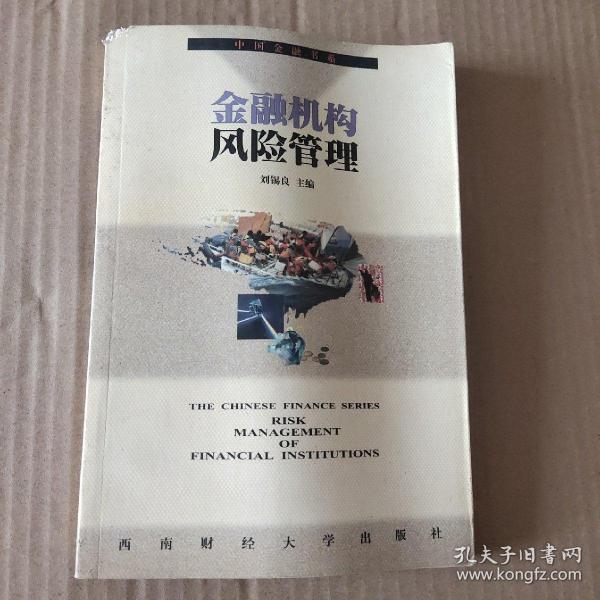 中国金融书系
金融机构
风险管理
刘锡良 主编
THE CHINESE FINANCE SERIES
RISK
MANAGEMENT
OF
FINANCIAL INSTITUTIONS
西南财经大学出版社
孔夫子旧书网
www.kongfz.com